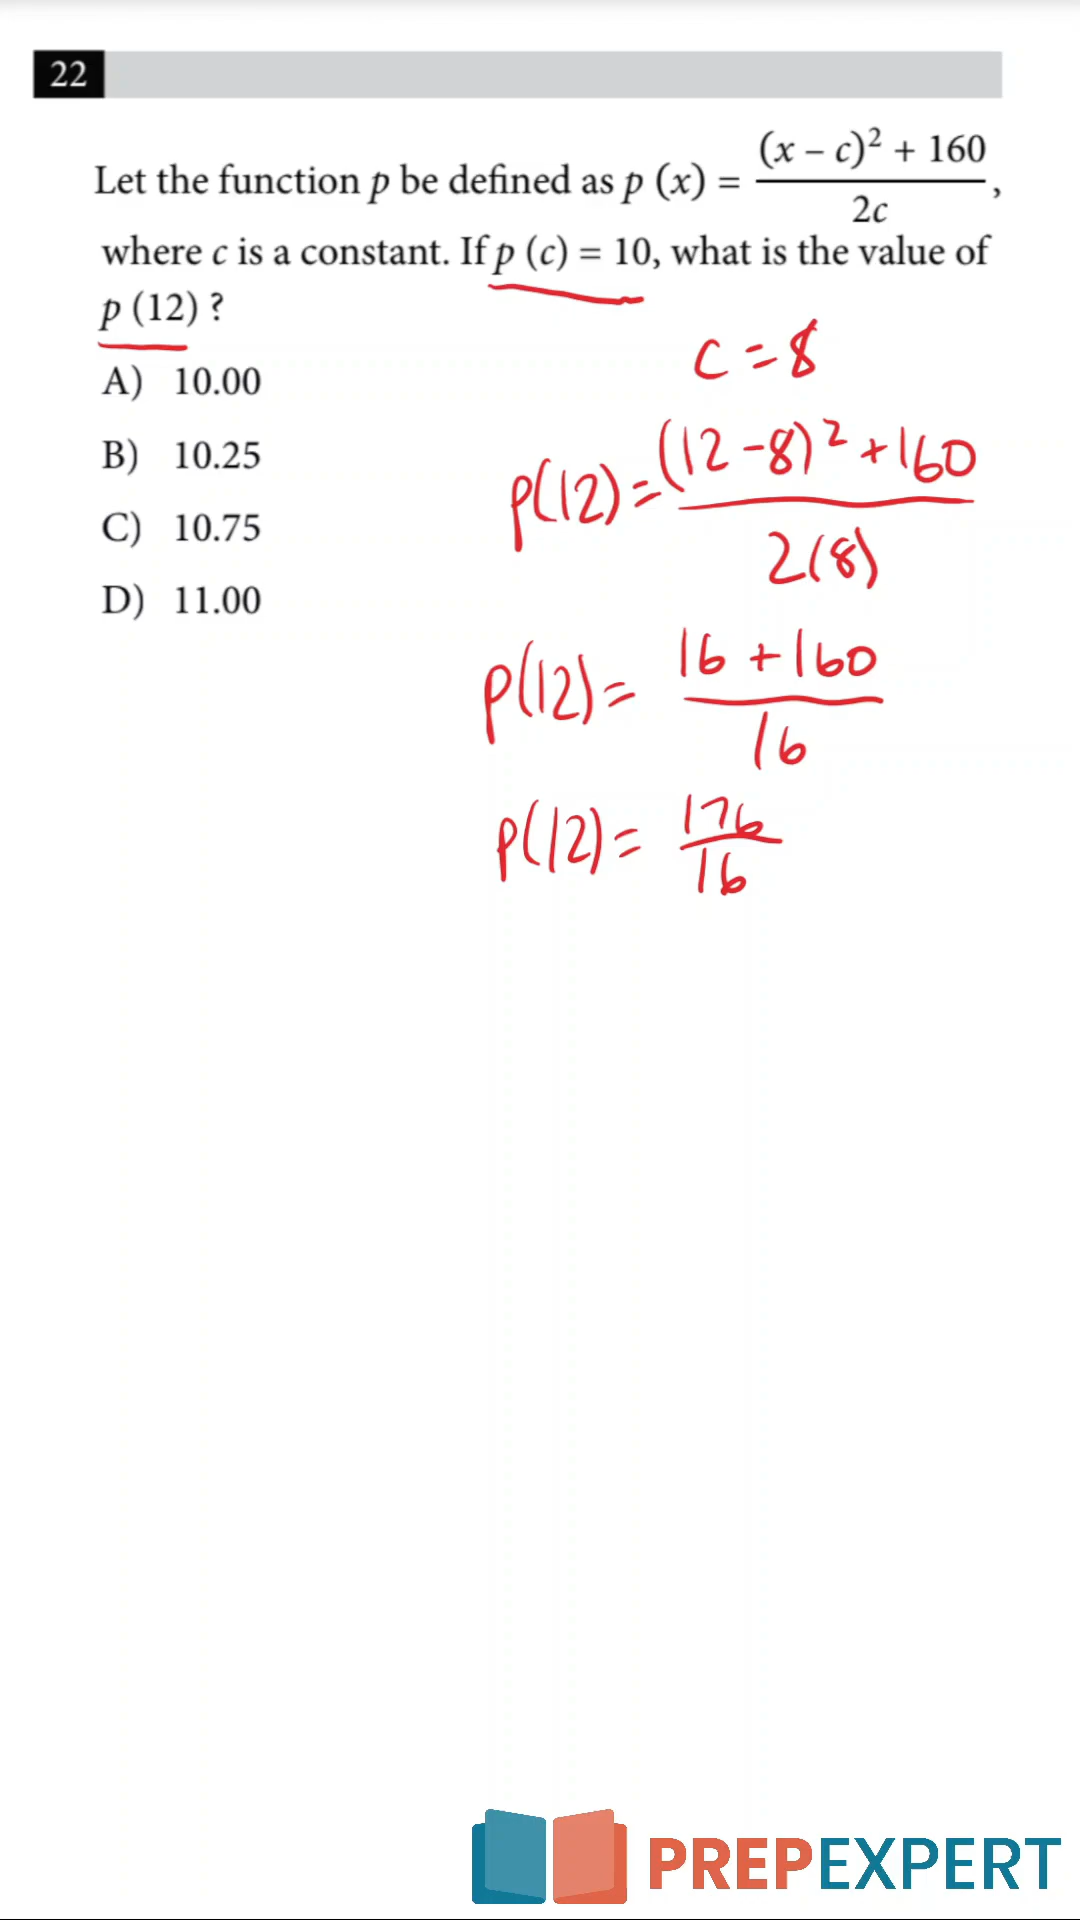 22
Let the function p be defined as p (x) = (x – c)² + 160 / 2c,
where c is a constant. If p (c) = 10, what is the value of
p (12) ?
A) 10.00
B) 10.25
C) 10.75
D) 11.00
c = 8
p(12) = (12 - 8)² + 160 / 2(8)
p(12) = 16 + 160 / 16
p(12) = 176 / 16
PREPEXPERT